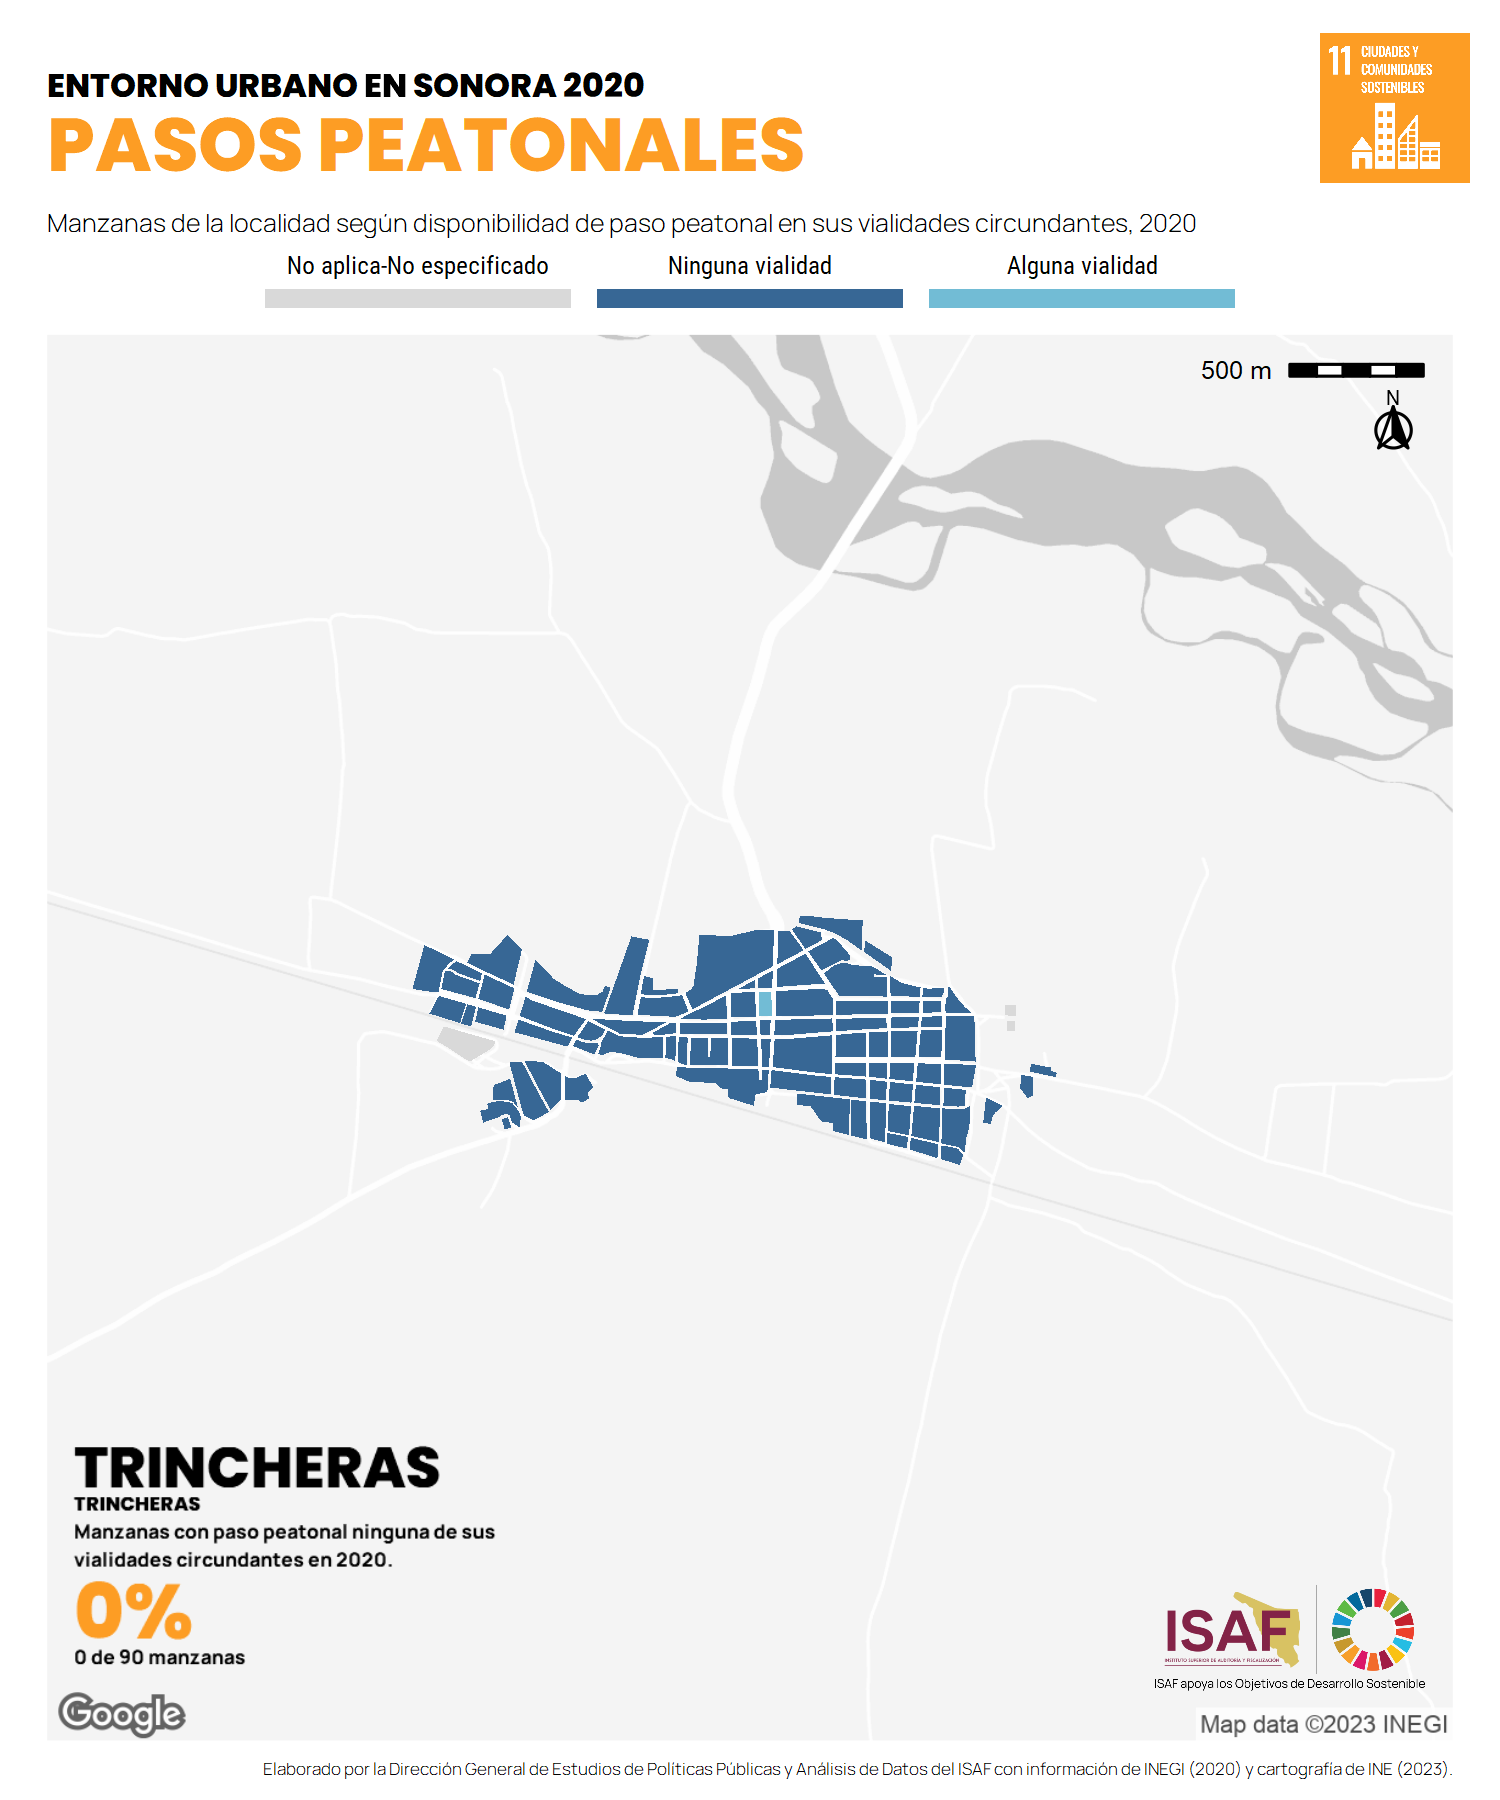 ENTORNO URBANO EN SONORA 2020
PASOS PEATONALES
11 CIUDADES Y
COMUNIDADES
SOSTENIBLES
Manzanas de la localidad según disponibilidad de paso peatonal en sus vialidades circundantes, 2020
No aplica-No especificado
Ninguna vialidad
Alguna vialidad
500 m
N
TRINCHERAS
TRINCHERAS
Manzanas con paso peatonal ninguna de sus
vialidades circundantes en 2020.
0%
0 de 90 manzanas
ISAF
INSTITUTO SUPERIOR DE AUDITORÍA Y FISCALIZACIÓN
ISAF apoya los Objetivos de Desarrollo Sostenible
Google
Map data ©2023 INEGI
Elaborado por la Dirección General de Estudios de Políticas Públicas y Análisis de Datos del ISAF con información de INEGI (2020) y cartografía de INE (2023).